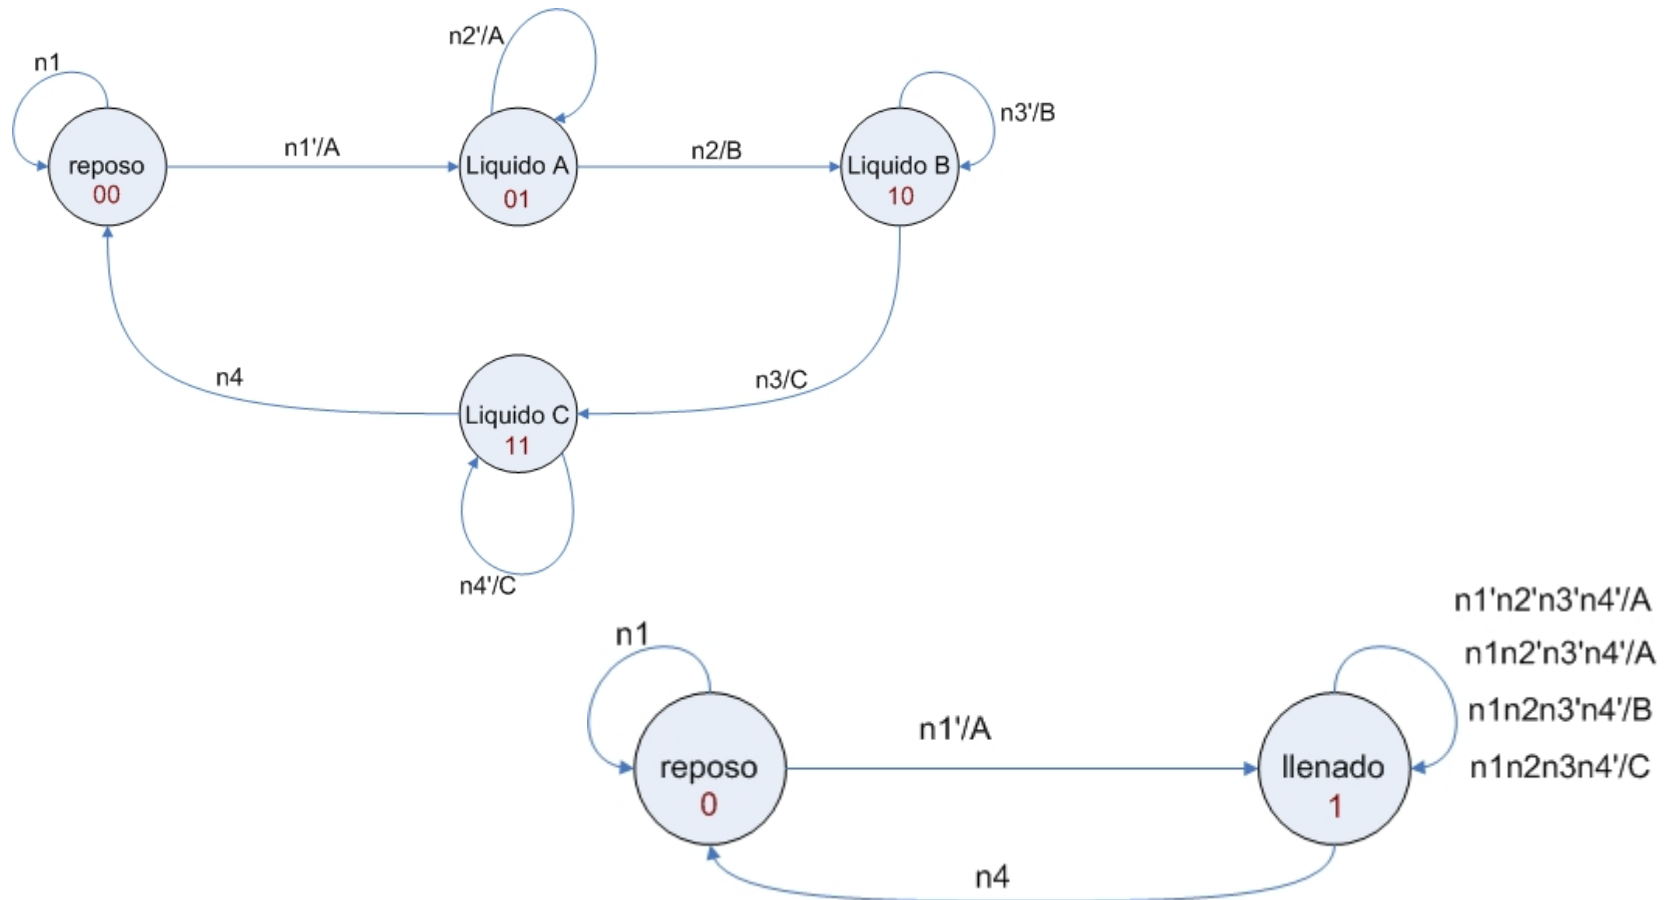 n2'/A
n1
n3'/B
n1'/A
n2/B
reposo
00
Liquido A
01
Liquido B
10
n4
n3/C
Liquido C
11
n4'/C
n1'n2'n3'n4'/A
n1
n1n2'n3'n4'/A
n1n2n3'n4'/B
n1'/A
reposo
0
llenado
1
n1n2n3n4'/C
n4